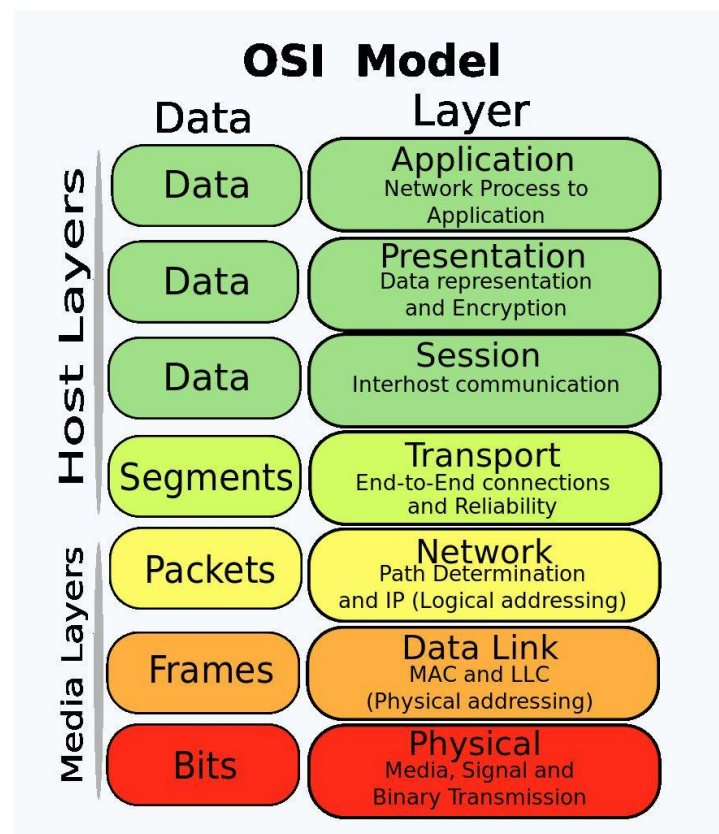 OSI Model
Data Layer
Host Layers
Data
Application
Network Process to
Application
Data
Presentation
Data representation
and Encryption
Data
Session
Interhost communication
Segments
Transport
End-to-End connections
and Reliability
Media Layers
Packets
Network
Path Determination
and IP (Logical addressing)
Frames
Data Link
MAC and LLC
(Physical addressing)
Bits
Physical
Media, Signal and
Binary Transmission